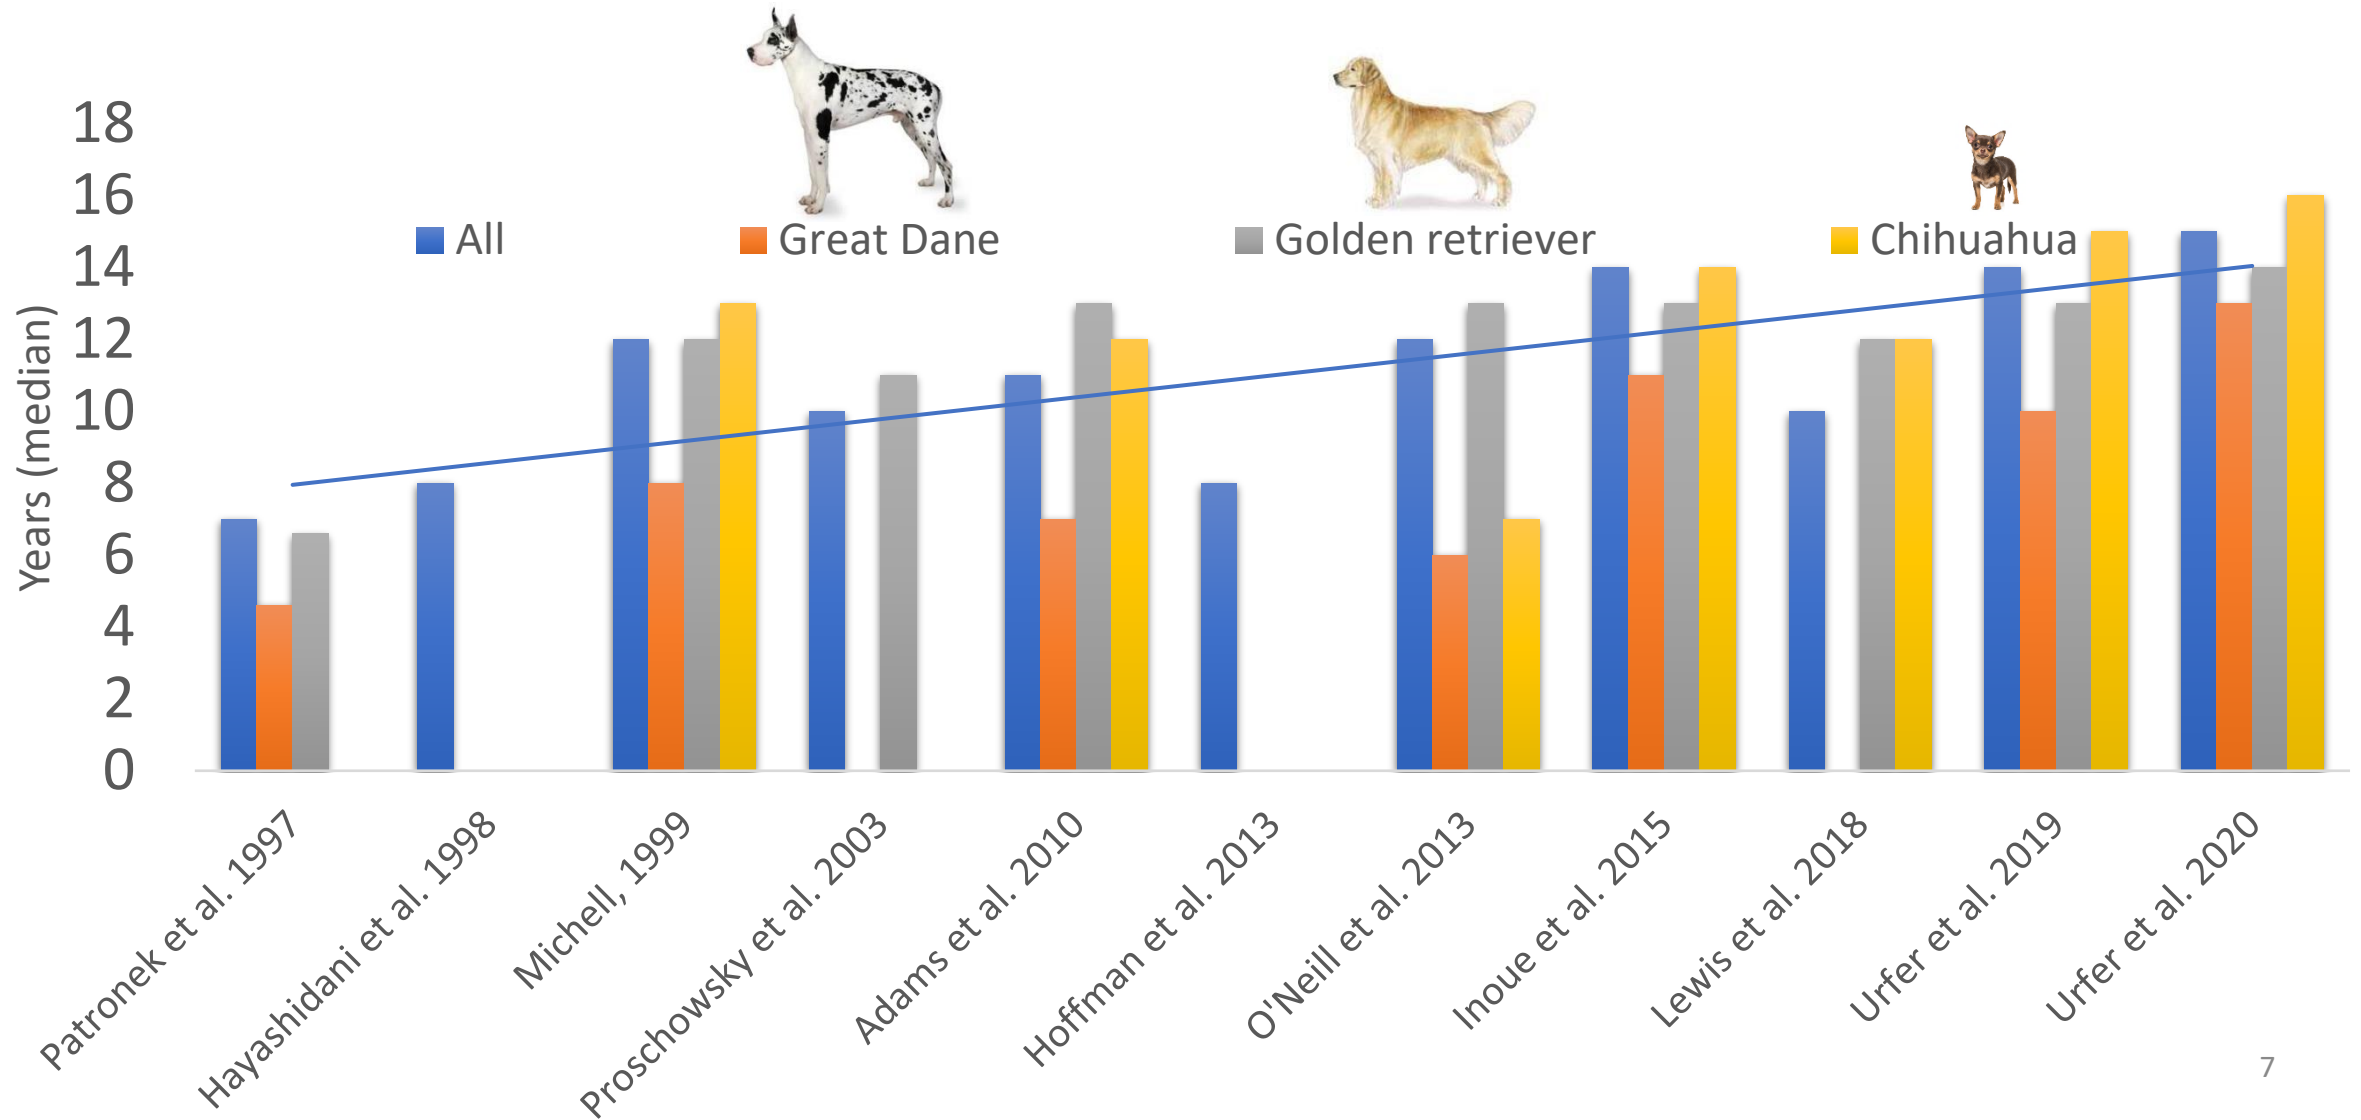 18
16
14
12
10
8
6
4
2
0
Years (median)
All
Great Dane
Golden retriever
Chihuahua
Patronek et al. 1997
Hayashidani et al. 1998
Michell, 1999
Proschowsky et al. 2003
Adams et al. 2010
Hoffman et al. 2013
O'Neill et al. 2013
Inoue et al. 2015
Lewis et al. 2018
Urfer et al. 2019
Urfer et al. 2020
7